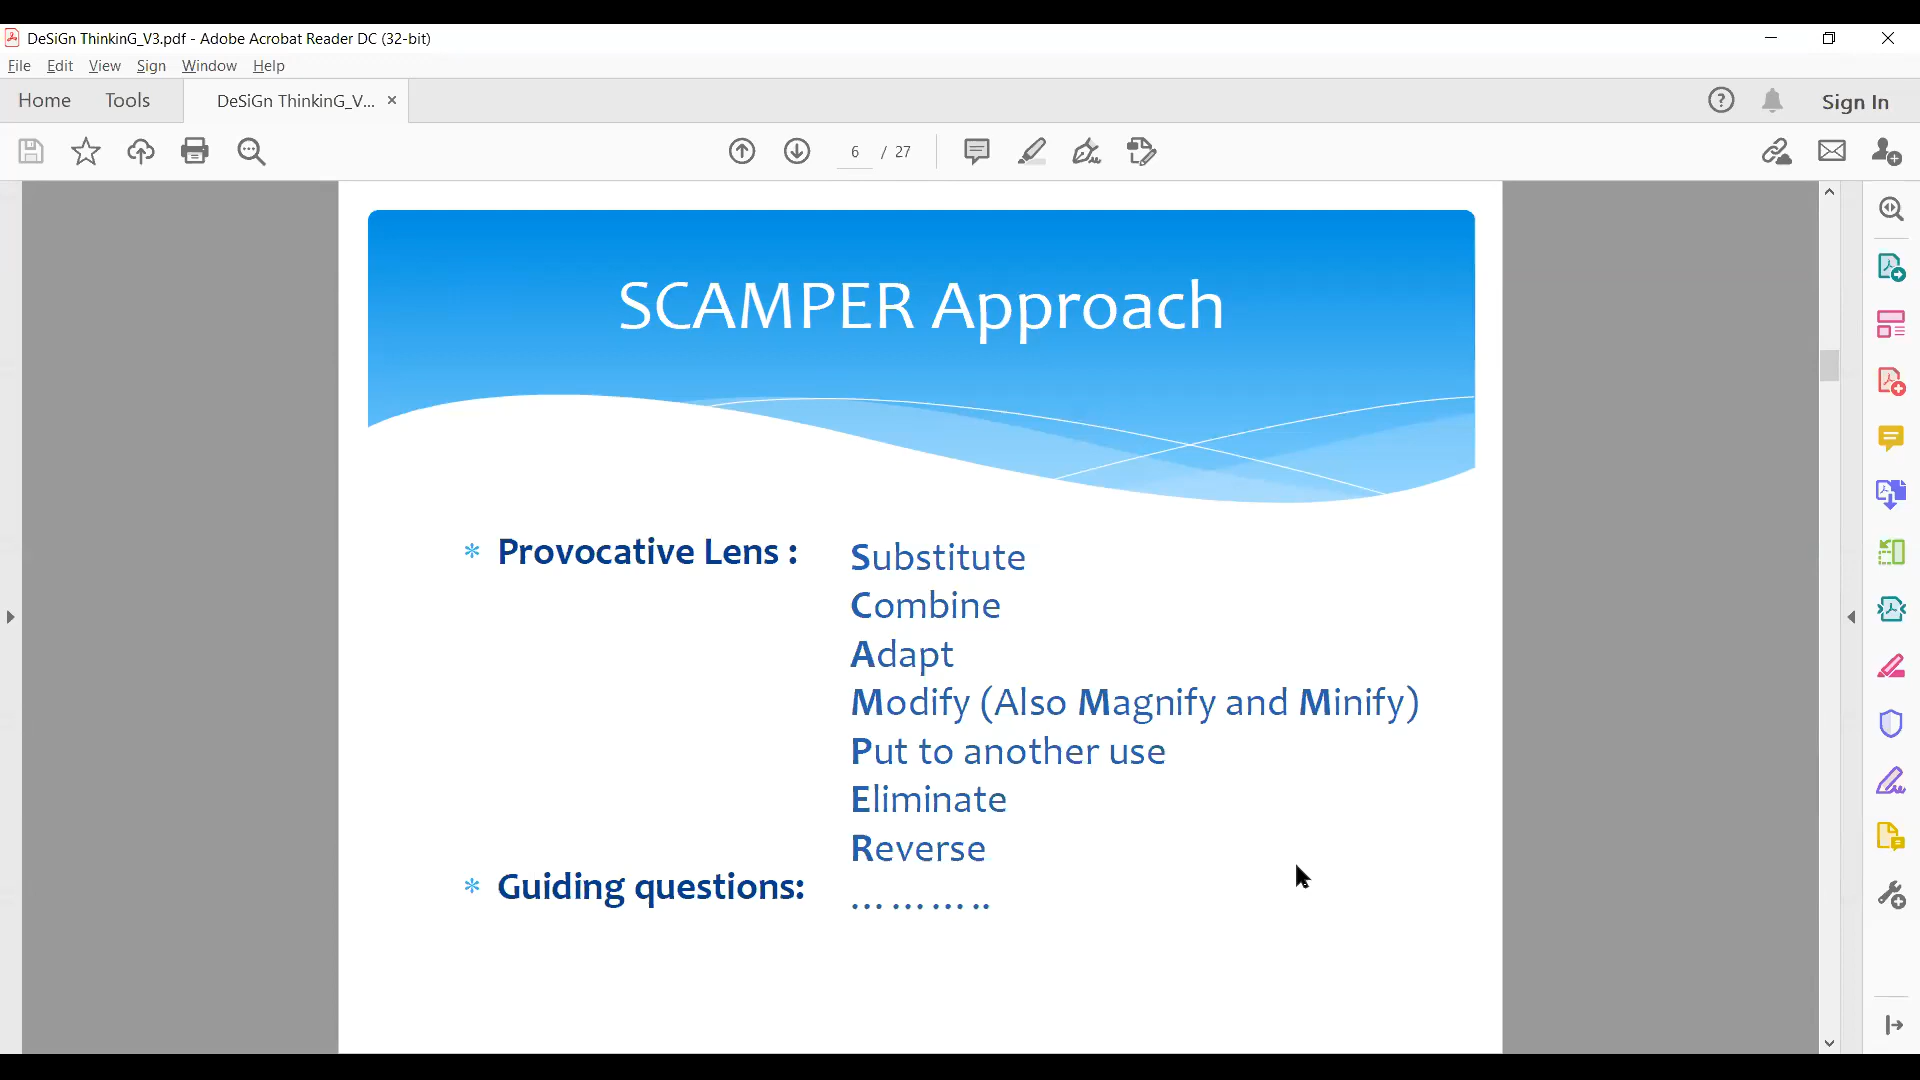 DeSiGn ThinkinG_V3.pdf - Adobe Acrobat Reader DC (32-bit)
File Edit View Sign Window Help
Home Tools DeSiGn ThinkinG_V... × Sign In
6 / 27
SCAMPER Approach
* Provocative Lens : Substitute
Combine
Adapt
Modify (Also Magnify and Minify)
Put to another use
Eliminate
Reverse
* Guiding questions: ... ... ... ..